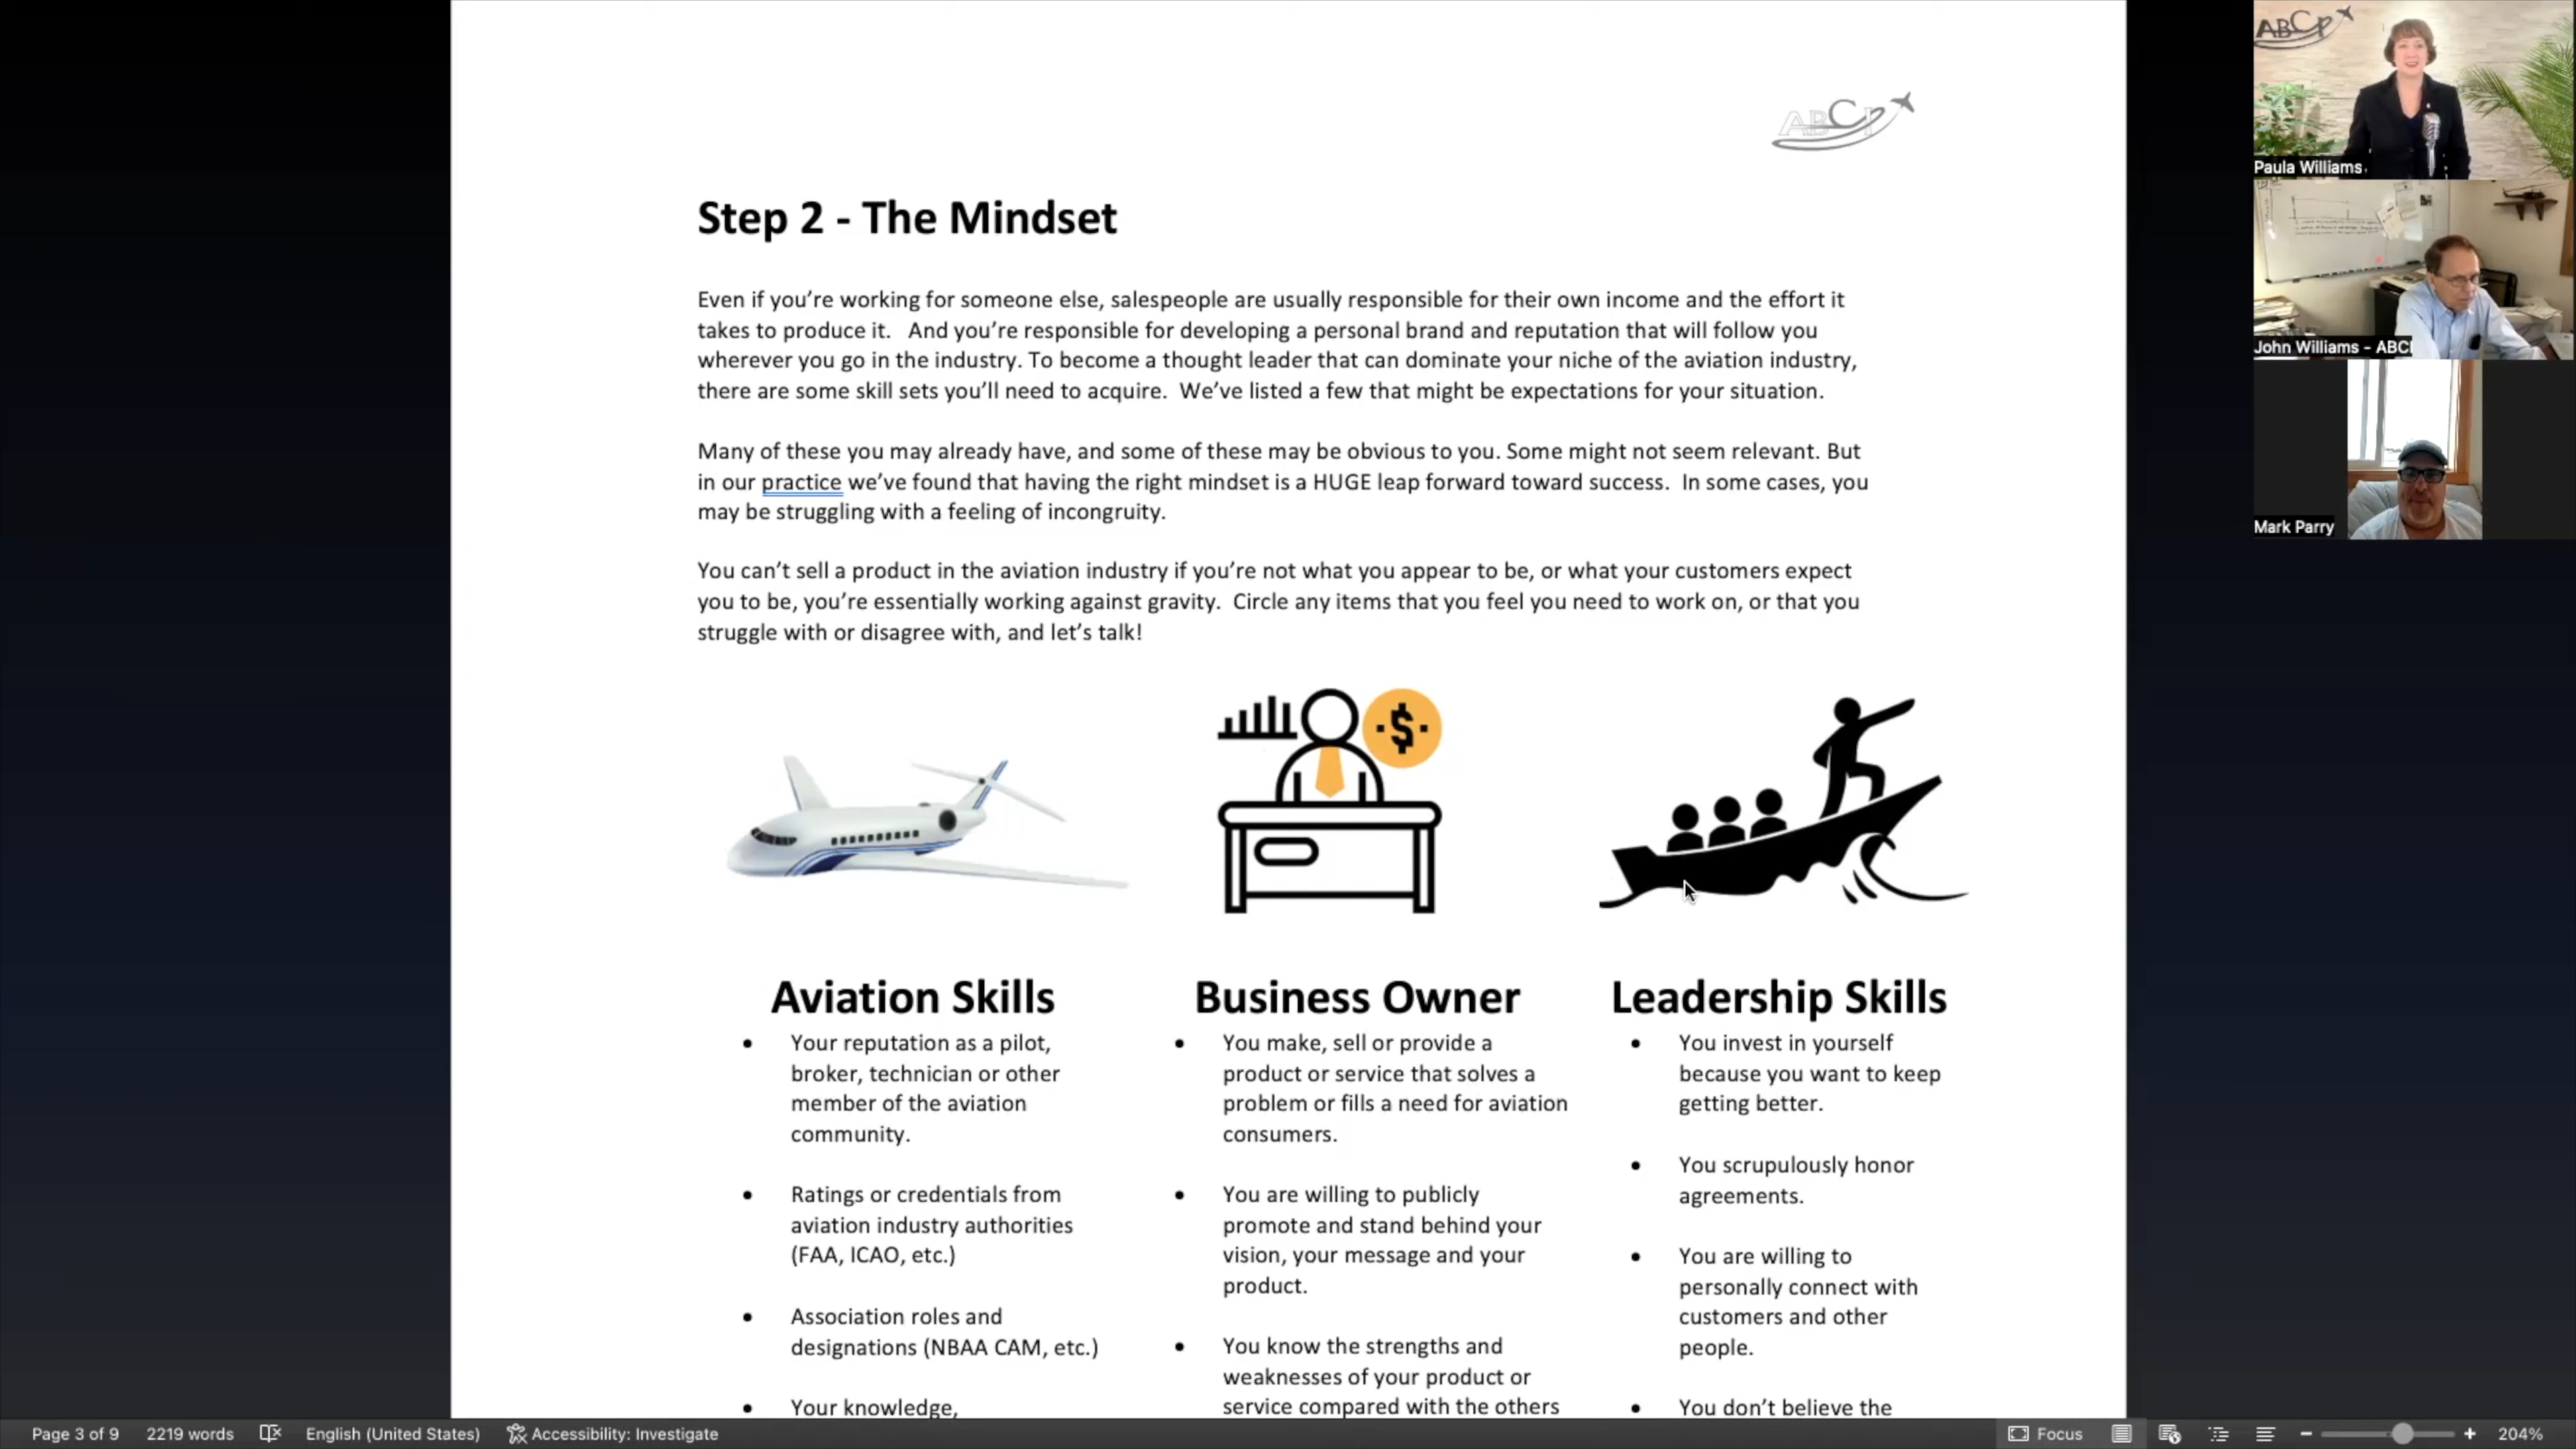 ABCI
Step 2 - The Mindset
Even if you’re working for someone else, salespeople are usually responsible for their own income and the effort it
takes to produce it.   And you’re responsible for developing a personal brand and reputation that will follow you
wherever you go in the industry. To become a thought leader that can dominate your niche of the aviation industry,
there are some skill sets you’ll need to acquire.  We’ve listed a few that might be expectations for your situation.
Many of these you may already have, and some of these may be obvious to you. Some might not seem relevant. But
in our practice we’ve found that having the right mindset is a HUGE leap forward toward success.  In some cases, you
may be struggling with a feeling of incongruity.
You can’t sell a product in the aviation industry if you’re not what you appear to be, or what your customers expect
you to be, you’re essentially working against gravity.  Circle any items that you feel you need to work on, or that you
struggle with or disagree with, and let’s talk!
$
Aviation Skills
• Your reputation as a pilot,
broker, technician or other
member of the aviation
community.
• Ratings or credentials from
aviation industry authorities
(FAA, ICAO, etc.)
• Association roles and
designations (NBAA CAM, etc.)
• Your knowledge,
Business Owner
• You make, sell or provide a
product or service that solves a
problem or fills a need for aviation
consumers.
• You are willing to publicly
promote and stand behind your
vision, your message and your
product.
• You know the strengths and
weaknesses of your product or
service compared with the others
Leadership Skills
• You invest in yourself
because you want to keep
getting better.
• You scrupulously honor
agreements.
• You are willing to
personally connect with
customers and other
people.
• You don’t believe the
Paula Williams
John Williams - ABCI
Mark Parry
Page 3 of 9
2219 words
English (United States)
Accessibility: Investigate
Focus
204%